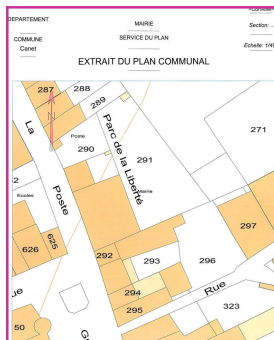 DEPARTEMENT
MAIRIE
COMMUNE
Canet
SERVICE DU PLAN
Section:
Echelle:
EXTRAIT DU PLAN COMMUNAL
287
288
289
La
N
Poste
290
Parc de la Liberté
291
271
Ecoles
Poste
Mairie
626
625
292
293
296
297
294
295
Rue
323
50